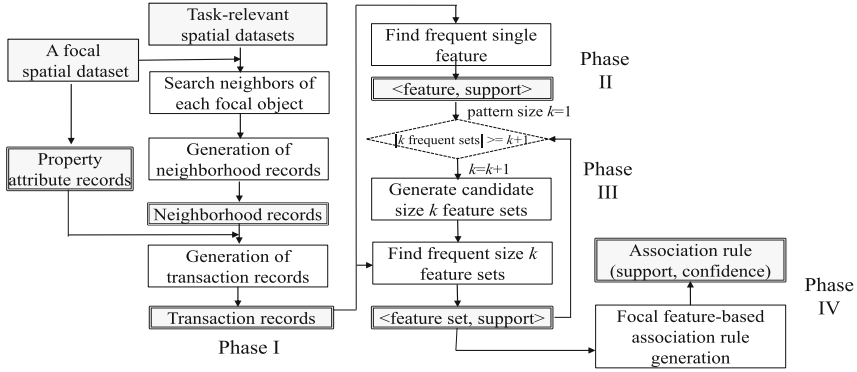 Task-relevant
spatial datasets
A focal
spatial dataset
Search neighbors of
each focal object
Generation of
neighborhood records
Property
attribute records
Neighborhood records
Generation of
transaction records
Transaction records
Phase I
Find frequent single
feature
<feature, support>
Phase
II
pattern size k=1
|k frequent sets| >= k+1
k=k+1
Phase
III
Generate candidate
size k feature sets
Find frequent size k
feature sets
<feature set, support>
Association rule
(support, confidence)
Phase
IV
Focal feature-based
association rule
generation